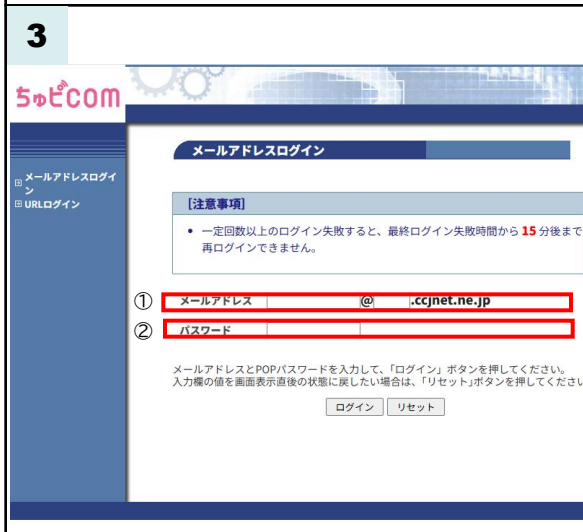 3
ちゅピCOM
メールアドレスログイン
メールアドレスログイ
ン
URLログイン
[注意事項]
• 一定回数以上のログイン失敗すると、最終ログイン失敗時間から 15 分後まで
再ログインできません。
① メールアドレス @ .ccjnet.ne.jp
② パスワード
メールアドレスとPOPパスワードを入力して、「ログイン」ボタンを押してください。
入力欄の値を画面表示直後の状態に戻したい場合は、「リセット」ボタンを押してください
ログイン リセット